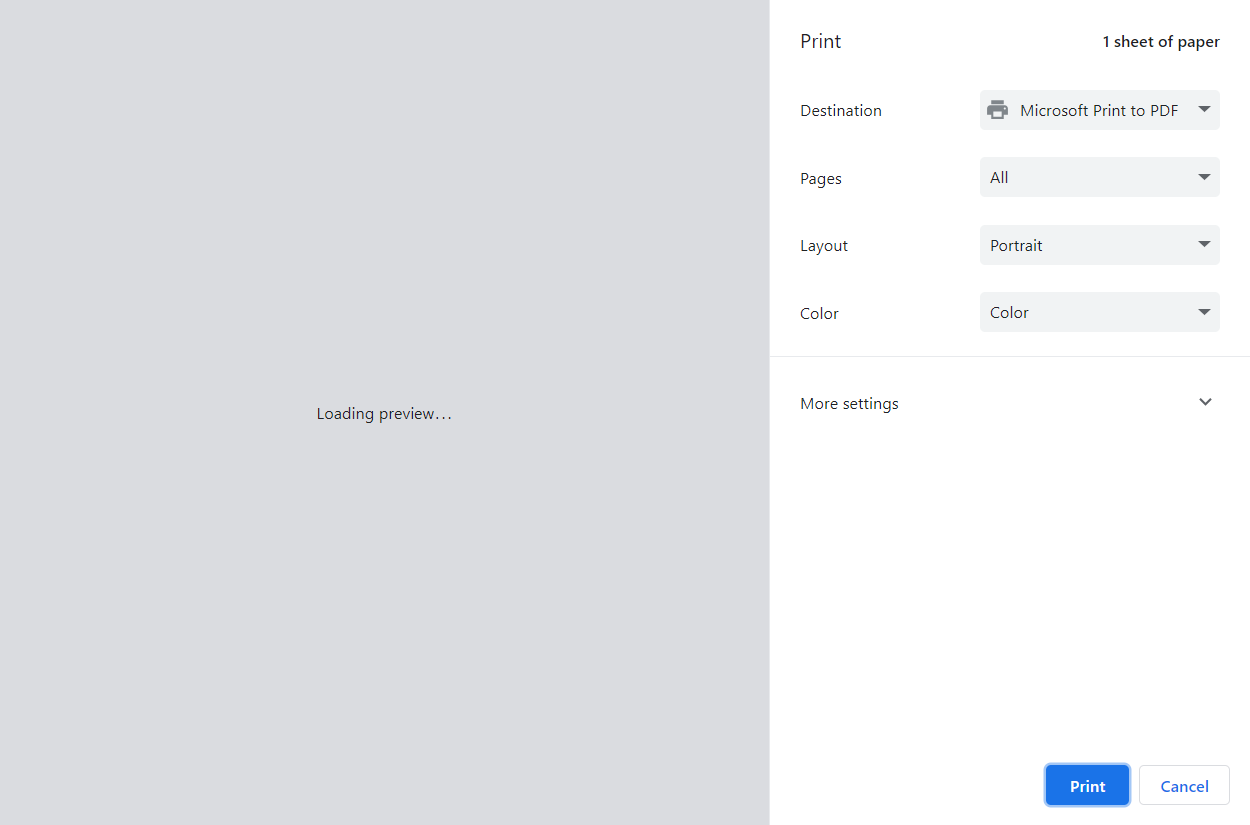 Print
1 sheet of paper
Destination
Microsoft Print to PDF
Pages
All
Layout
Portrait
Color
Color
More settings
Loading preview...
Print
Cancel